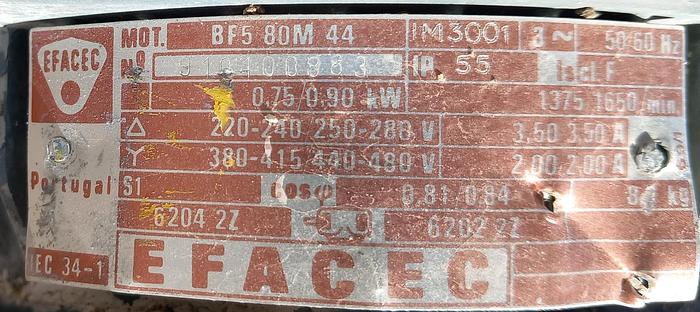 EFACEC MOT. BF5 80M 44 IM3001 3~ 50/60 Hz
Nº IP. 55 Isol. F
0,75/0,90 kW 1375 1650/min.
△ 220-240 250-280 V 3,50 3,50 A
Y 380-415 440-480 V 2,00 2,00 A
Portugal S1 cosφ 0,81 0,84 kg
6204 2Z 6202 2Z
IEC 34-1 EFACEC